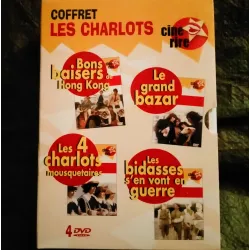 COFFRET
LES CHARLOTS
ciné
rire
Bons
baisers de
Hong Kong
Le
grand
bazar
Les 4
charlots
mousquetaires
Les
bidasses
s'en vont en
guerre
4 DVD